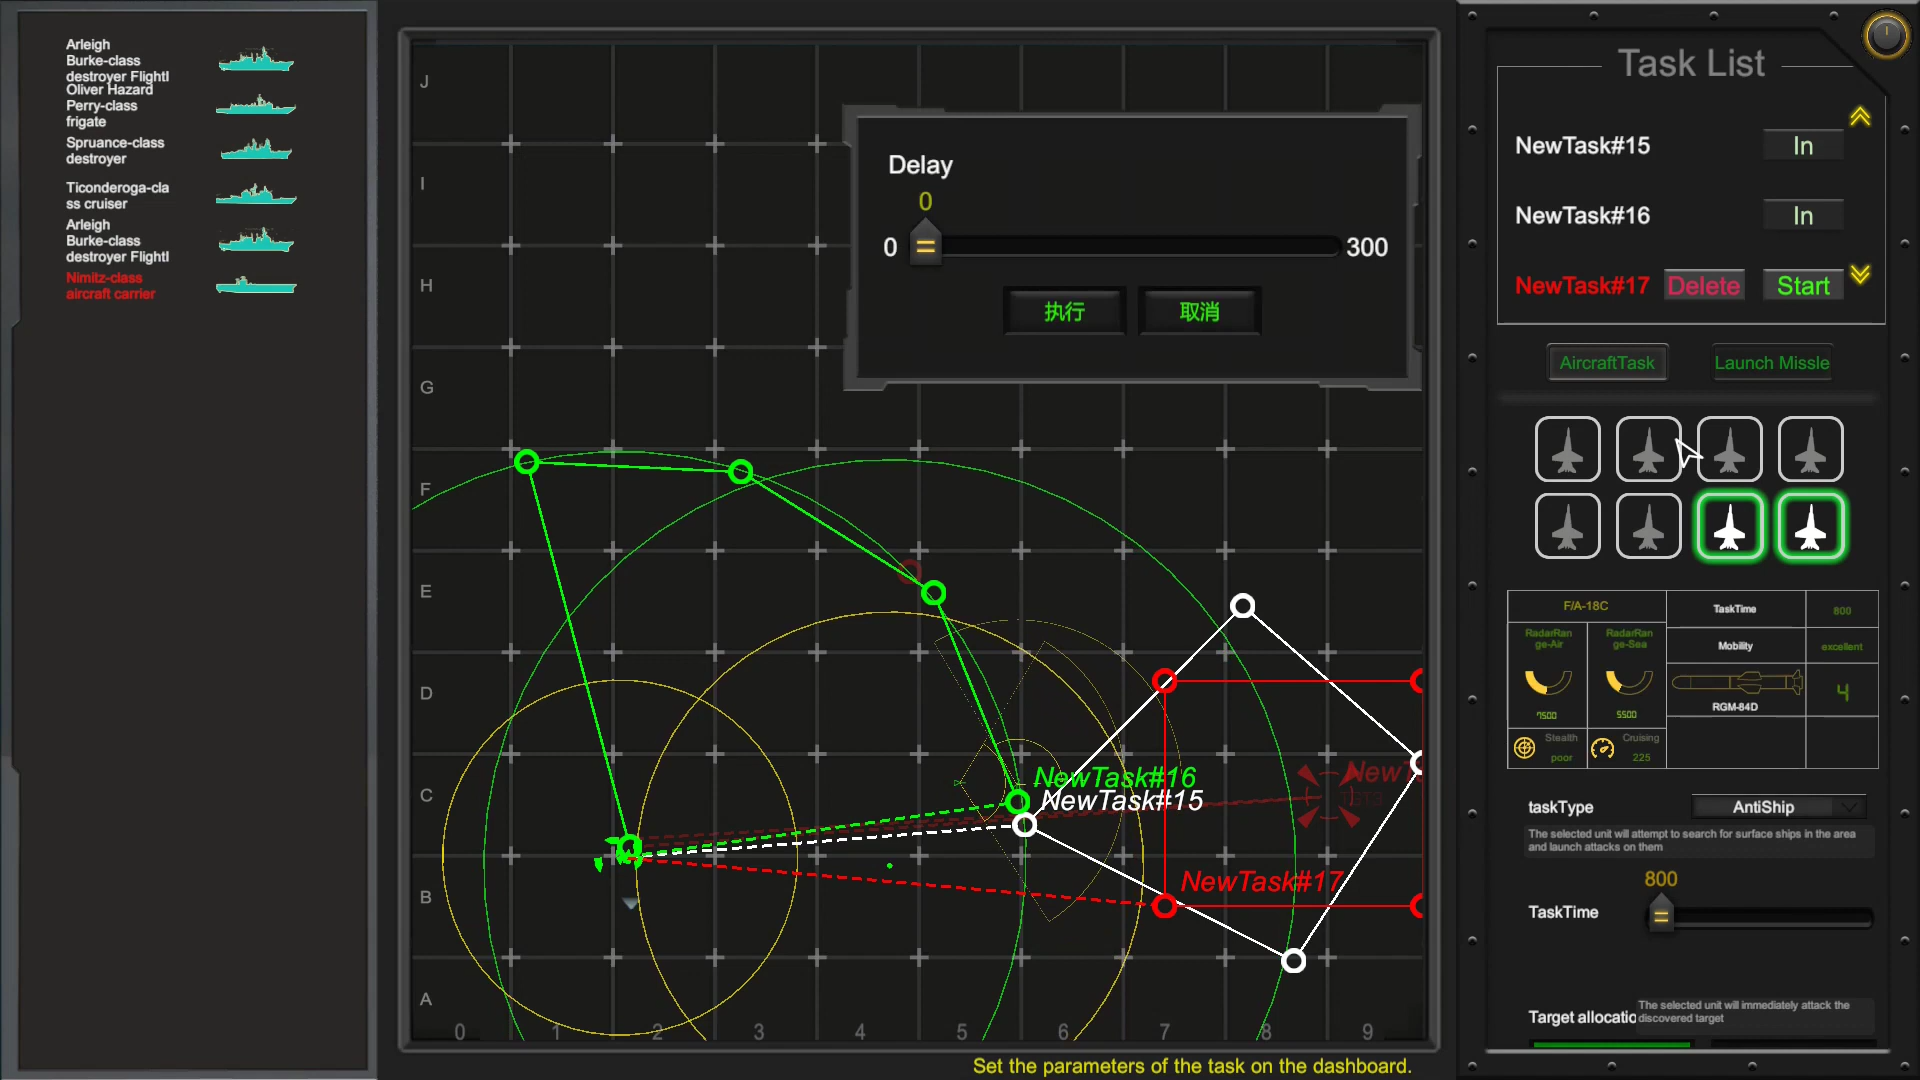 Arleigh
Burke-class
destroyer FlightI
Oliver Hazard
Perry-class
frigate
Spruance-class
destroyer
Ticonderoga-cla
ss cruiser
Arleigh
Burke-class
destroyer FlightI
Nimitz-class
aircraft carrier
J
I
H
G
F
E
D
C
B
A
0 1 2 3 4 5 6 7 8 9
Delay
0
0 300
执行 取消
NewTask#16
NewTask#15
NewTask#17
Set the parameters of the task on the dashboard.
Task List
NewTask#15 In
NewTask#16 In
NewTask#17 Delete Start
AircraftTask Launch Missle
F/A-18C
RadarRan
ge-Air
7500
RadarRan
ge-Sea
5500
Stealth
poor
Cruising
225
TaskTime 800
Mobility excellent
RGM-84D 4
taskType AntiShip
The selected unit will attempt to search for surface ships in the area
and launch attacks on them
800
TaskTime
Target allocatio
The selected unit will immediately attack the
discovered target